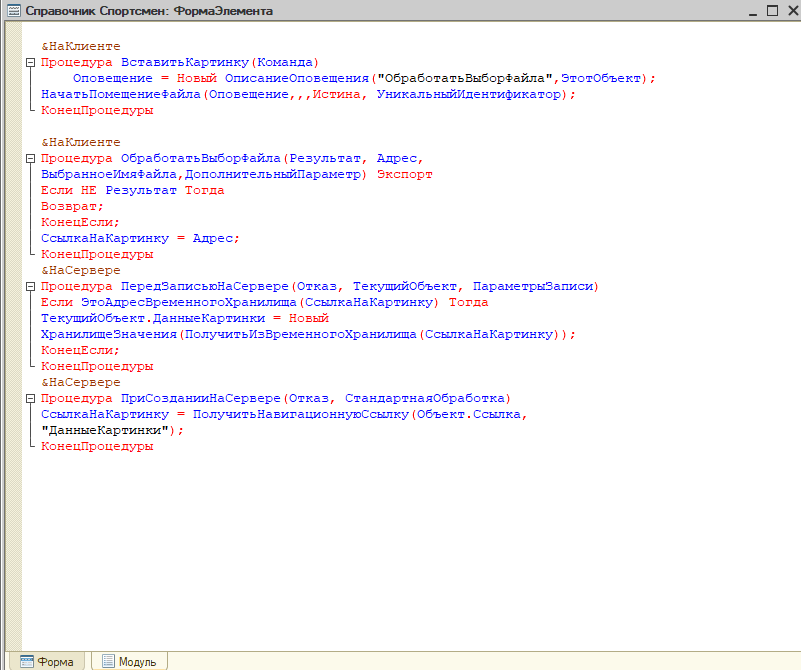 Справочник Спортсмен: ФормаЭлемента
&НаКлиенте
Процедура ВставитьКартинку(Команда)
Оповещение = Новый ОписаниеОповещения("ОбработатьВыборФайла",ЭтотОбъект);
НачатьПомещениеФайла(Оповещение,,,Истина, УникальныйИдентификатор);
КонецПроцедуры
&НаКлиенте
Процедура ОбработатьВыборФайла(Результат, Адрес,
ВыбранноеИмяФайла,ДополнительныйПараметр) Экспорт
Если НЕ Результат Тогда
Возврат;
КонецЕсли;
СсылкаНаКартинку = Адрес;
КонецПроцедуры
&НаСервере
Процедура ПередЗаписьюНаСервере(Отказ, ТекущийОбъект, ПараметрыЗаписи)
Если ЭтоАдресВременногоХранилища(СсылкаНаКартинку) Тогда
ТекущийОбъект.ДанныеКартинки = Новый
ХранилищеЗначения(ПолучитьИзВременногоХранилища(СсылкаНаКартинку));
КонецЕсли;
КонецПроцедуры
&НаСервере
Процедура ПриСозданииНаСервере(Отказ, СтандартнаяОбработка)
СсылкаНаКартинку = ПолучитьНавигационнуюСсылку(Объект.Ссылка,
"ДанныеКартинки");
КонецПроцедуры
Форма Модуль